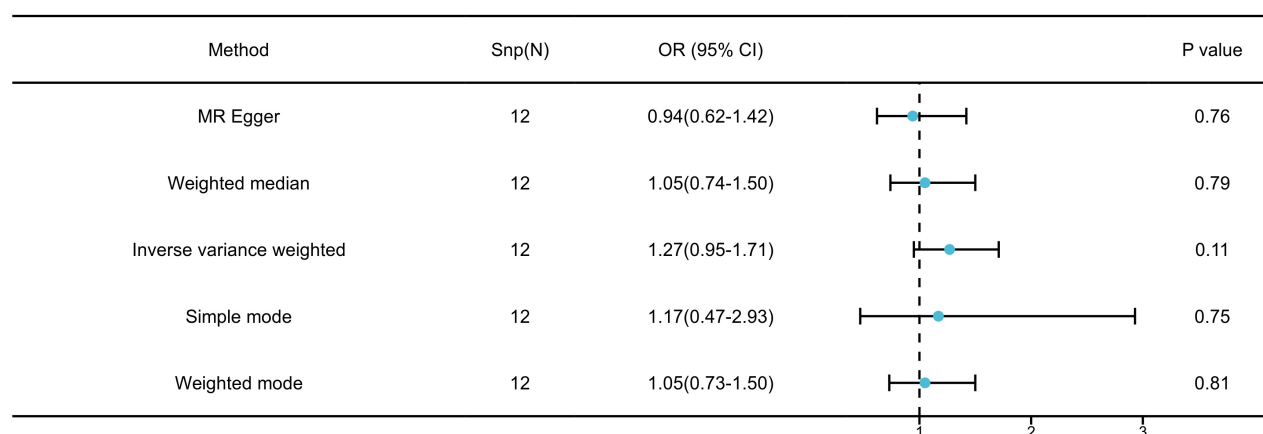 Method Snp(N) OR (95% CI) P value
MR Egger 12 0.94(0.62-1.42) 0.76
Weighted median 12 1.05(0.74-1.50) 0.79
Inverse variance weighted 12 1.27(0.95-1.71) 0.11
Simple mode 12 1.17(0.47-2.93) 0.75
Weighted mode 12 1.05(0.73-1.50) 0.81
1 2 3